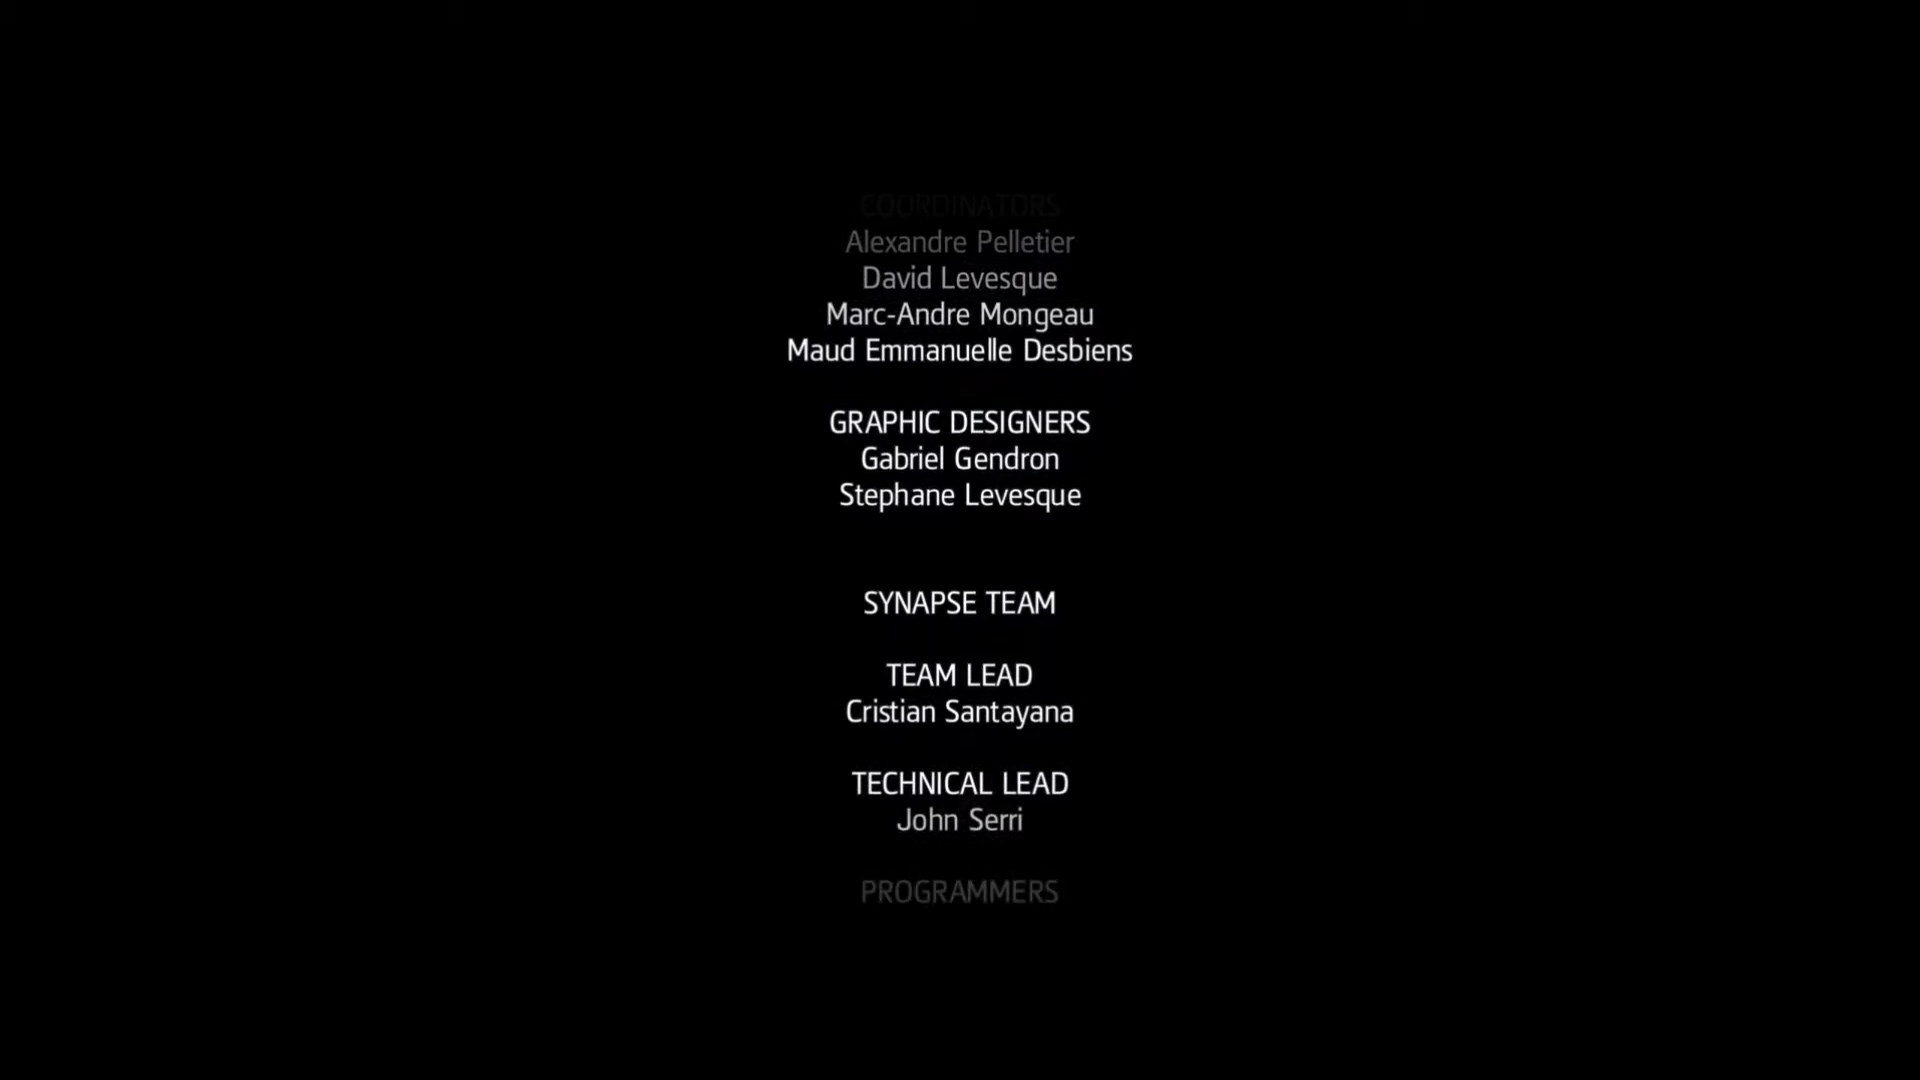 COORDINATORS
Alexandre Pelletier
David Levesque
Marc-Andre Mongeau
Maud Emmanuelle Desbiens
GRAPHIC DESIGNERS
Gabriel Gendron
Stephane Levesque
SYNAPSE TEAM
TEAM LEAD
Cristian Santayana
TECHNICAL LEAD
John Serri
PROGRAMMERS